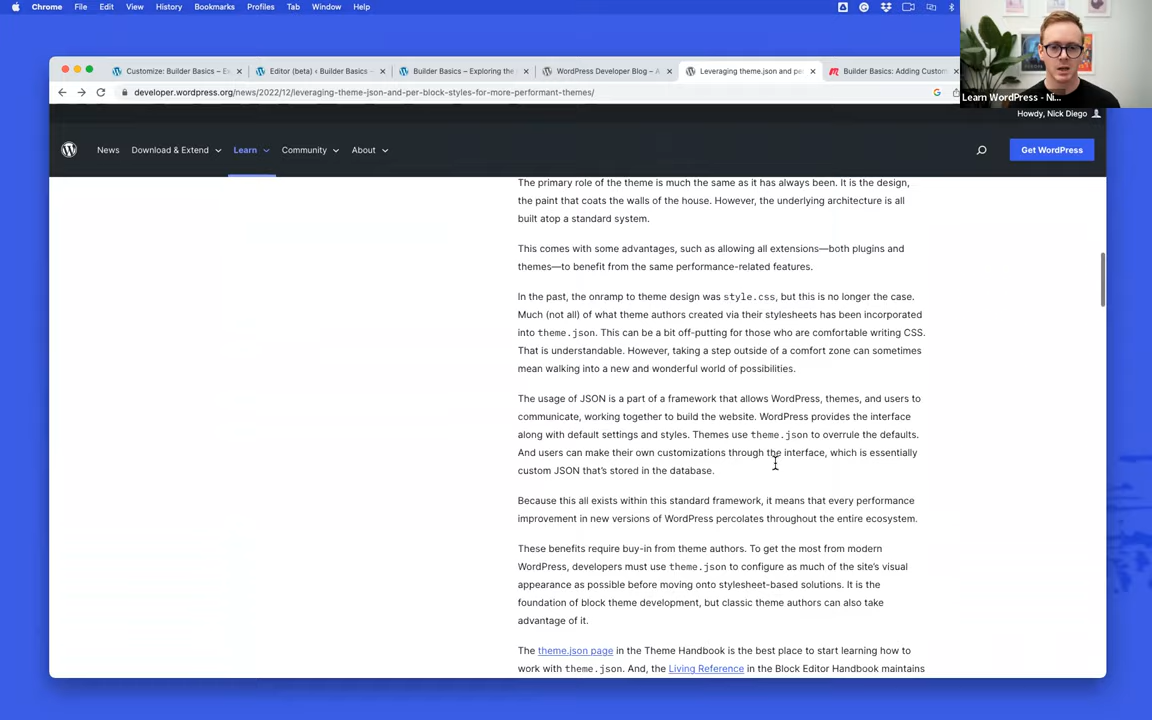 Chrome File Edit View History Bookmarks Profiles Tab Window Help
Customize: Builder Basics – Ex
Editor (beta) ‹ Builder Basics –
Builder Basics – Exploring the
WordPress Developer Blog – A
Leveraging theme.json and pe
Builder Basics: Adding Custom
developer.wordpress.org/news/2022/12/leveraging-theme-json-and-per-block-styles-for-more-performant-themes/
Learn WordPress - Ni...
Howdy, Nick Diego
News Download & Extend Learn Community About Get WordPress
The primary role of the theme is much the same as it has always been. It is the design,
the paint that coats the walls of the house. However, the underlying architecture is all
built atop a standard system.
This comes with some advantages, such as allowing all extensions—both plugins and
themes—to benefit from the same performance-related features.
In the past, the onramp to theme design was style.css, but this is no longer the case.
Much (not all) of what theme authors created via their stylesheets has been incorporated
into theme.json. This can be a bit off-putting for those who are comfortable writing CSS.
That is understandable. However, taking a step outside of a comfort zone can sometimes
mean walking into a new and wonderful world of possibilities.
The usage of JSON is a part of a framework that allows WordPress, themes, and users to
communicate, working together to build the website. WordPress provides the interface
along with default settings and styles. Themes use theme.json to overrule the defaults.
And users can make their own customizations through the interface, which is essentially
custom JSON that's stored in the database.
Because this all exists within this standard framework, it means that every performance
improvement in new versions of WordPress percolates throughout the entire ecosystem.
These benefits require buy-in from theme authors. To get the most from modern
WordPress, developers must use theme.json to configure as much of the site's visual
appearance as possible before moving onto stylesheet-based solutions. It is the
foundation of block theme development, but classic theme authors can also take
advantage of it.
The theme.json page in the Theme Handbook is the best place to start learning how to
work with theme.json. And, the Living Reference in the Block Editor Handbook maintains